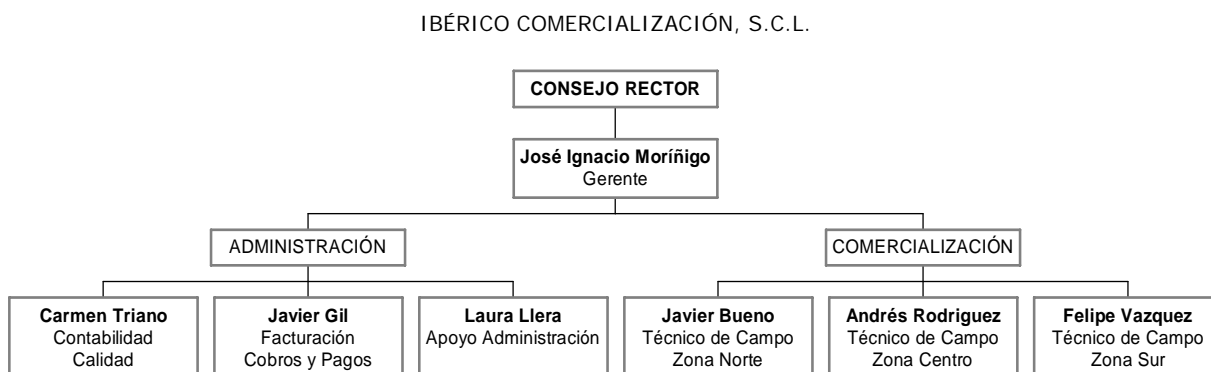 IBÉRICO COMERCIALIZACIÓN, S.C.L.
CONSEJO RECTOR
José Ignacio Moríñigo
Gerente
ADMINISTRACIÓN
COMERCIALIZACIÓN
Carmen Triano
Contabilidad
Calidad
Javier Gil
Facturación
Cobros y Pagos
Laura Llera
Apoyo Administración
Javier Bueno
Técnico de Campo
Zona Norte
Andrés Rodriguez
Técnico de Campo
Zona Centro
Felipe Vazquez
Técnico de Campo
Zona Sur